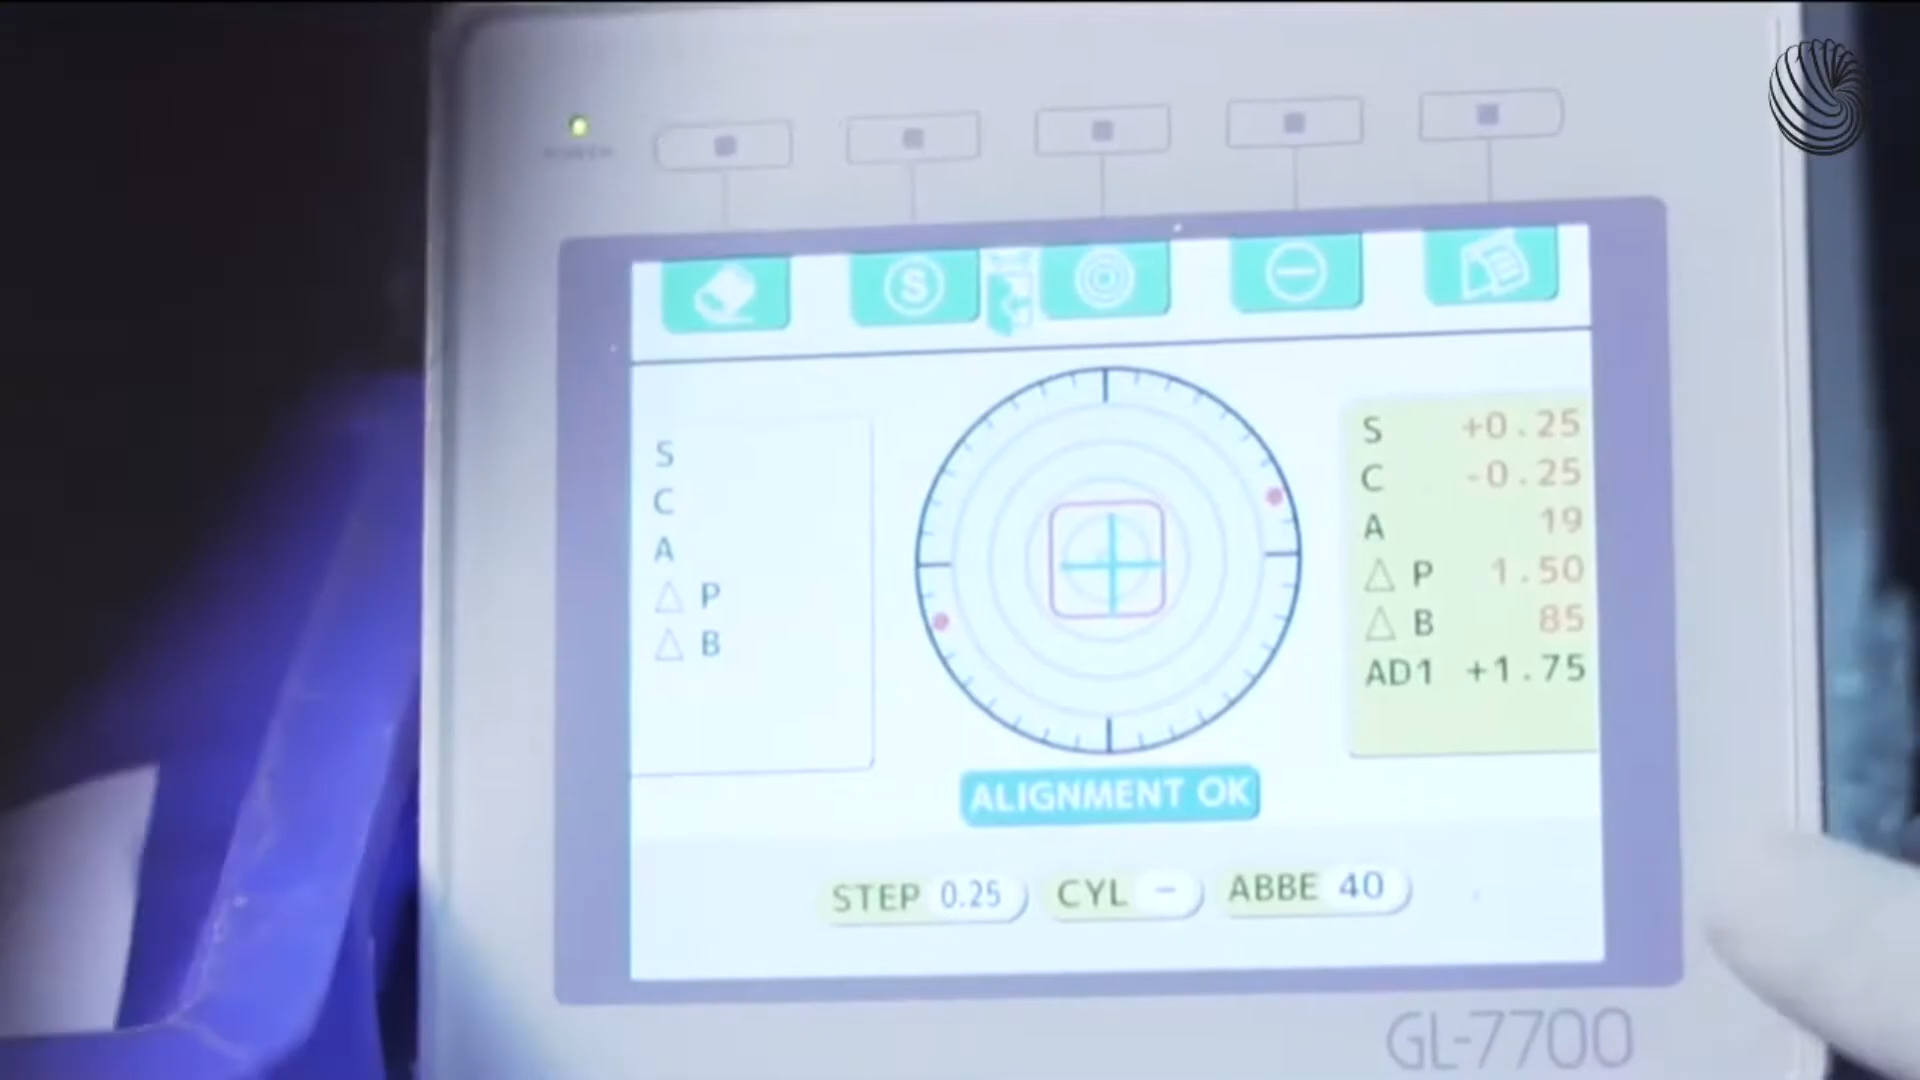 S
S
C
A
△ P
△ B
S +0.25
C -0.25
A 19
△ P 1.50
△ B 85
AD1 +1.75
ALIGNMENT OK
STEP 0.25 CYL - ABBE 40
GL-7700